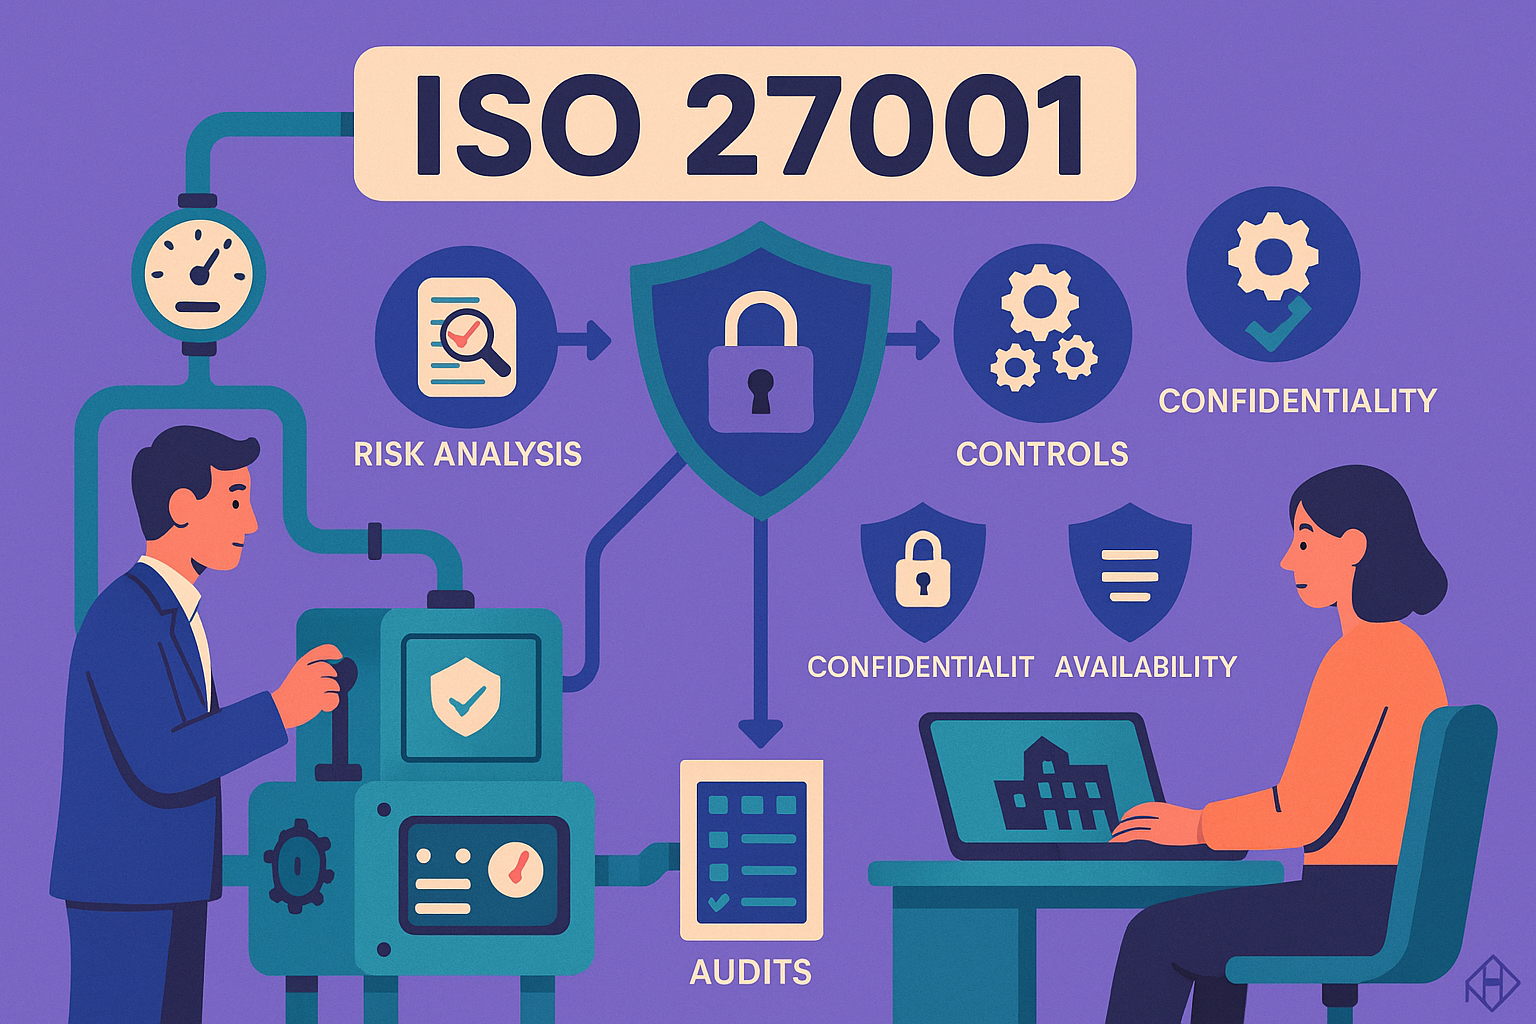 ISO 27001
RISK ANALYSIS
CONTROLS
CONFIDENTIALITY
CONFIDENTIALIT
AVAILABILITY
AUDITS